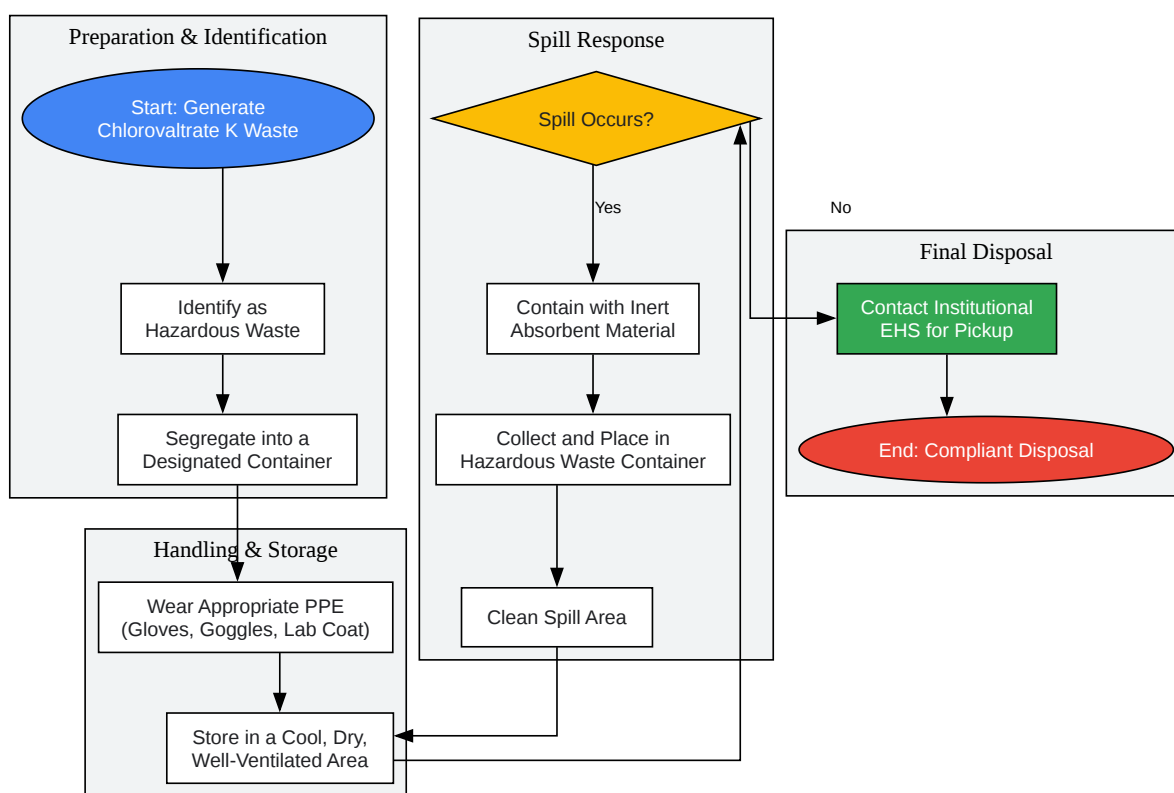 Preparation & Identification
Start: Generate
Chlorovaltrate K Waste
Identify as
Hazardous Waste
Segregate into a
Designated Container
Handling & Storage
Wear Appropriate PPE
(Gloves, Goggles, Lab Coat)
Store in a Cool, Dry,
Well-Ventilated Area
Spill Response
Spill Occurs?
Yes
Contain with Inert
Absorbent Material
Collect and Place in
Hazardous Waste Container
Clean Spill Area
No
Final Disposal
Contact Institutional
EHS for Pickup
End: Compliant Disposal